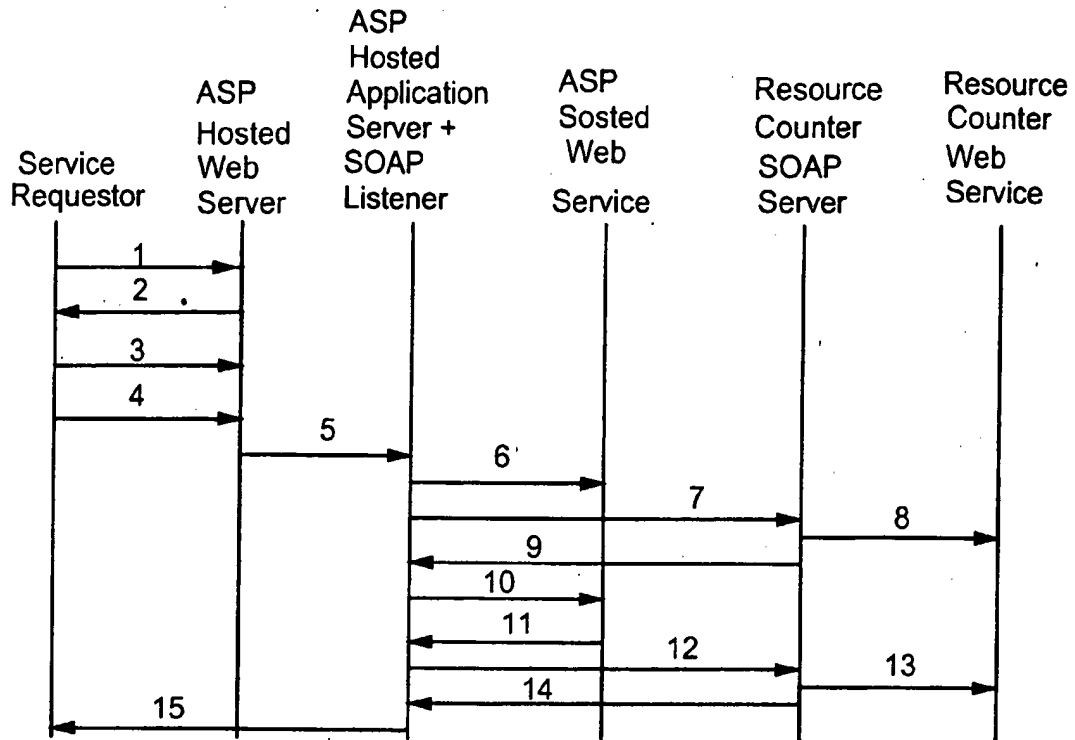 Service
Requestor
ASP
Hosted
Web
Server
ASP
Hosted
Application
Server +
SOAP
Listener
ASP
Sosted
Web
Service
Resource
Counter
SOAP
Server
Resource
Counter
Web
Service
1
2
3
4
5
6
7
8
9
10
11
12
13
14
15